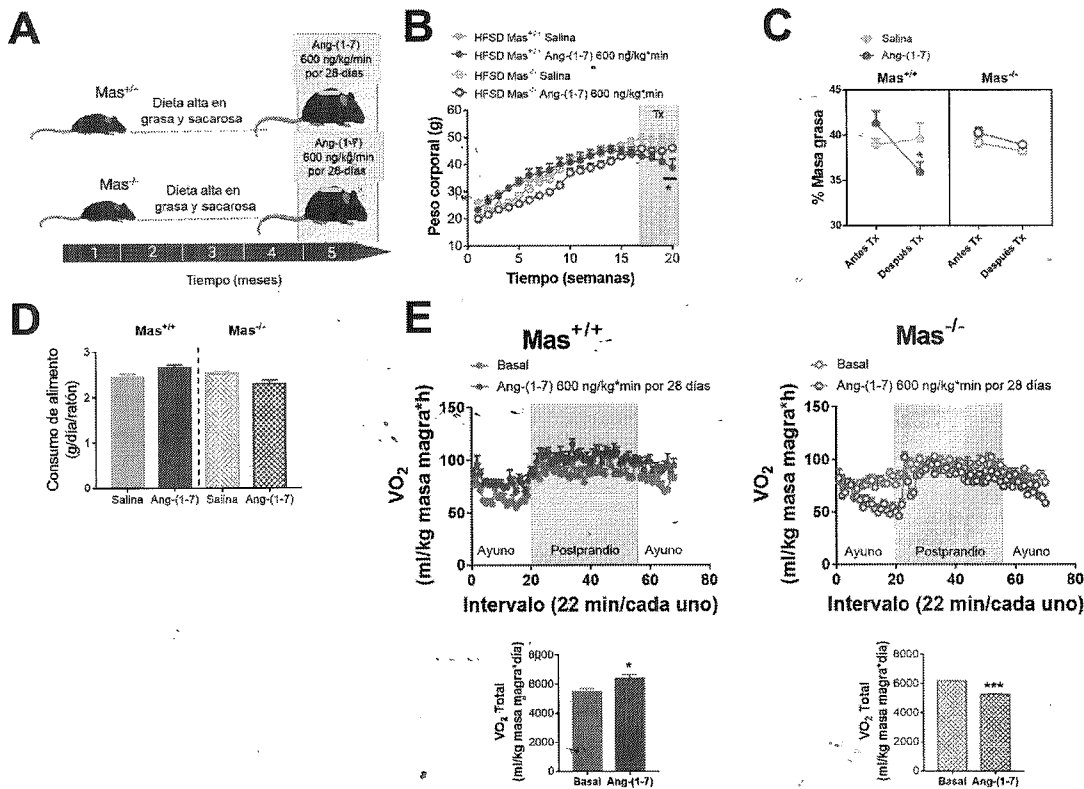 A
Ang-(1-7)
600 ng/kg/min
por 28-días
Mas+/+
Dieta alta en
grasa y sacarosa
Ang-(1-7)
600 ng/kg/min
por 28-días
Mas-/-
Dieta alta en
grasa y sacarosa
1 2 3 4 5
Tiempo (meses)
B
HFSD Mas+/+ Salina
HFSD Mas+/+ Ang-(1-7) 600 ng/kg*min
HFSD Mas-/- Salina
HFSD Mas-/- Ang-(1-7) 600 ng/kg*min
Tx
Peso corporal (g)
60
50
40
30
20
10
*
0 5 10 15 20
Tiempo (semanas)
C
Salina
Ang-(1-7)
Mas+/+ Mas-/-
% Masa grasa
45
40
35
30
*
Antes Tx Después Tx Antes Tx Después Tx
D
Mas+/+ Mas-/-
Consumo de alimento
(g/día/ratón)
3
2
1
0
Salina Ang-(1-7) Salina Ang-(1-7)
E
Mas+/+
Basal
Ang-(1-7) 600 ng/kg*min por 28 días
VO2
(ml/kg masa magra*h)
150
100
50
0
Ayuno Postprandio Ayuno
0 20 40 60 80
Intervalo (22 min/cada uno)
Mas-/-
Basal
Ang-(1-7) 600 ng/kg*min por 28 días
VO2
(ml/kg masa magra*h)
150
100
50
0
Ayuno Postprandio Ayuno
0 20 40 60 80
Intervalo (22 min/cada uno)
VO2 Total
(ml/kg masa magra*día)
8000
6000
4000
2000
0
*
Basal Ang-(1-7)
VO2 Total
(ml/kg masa magra*día)
8000
6000
4000
2000
0
***
Basal Ang-(1-7)